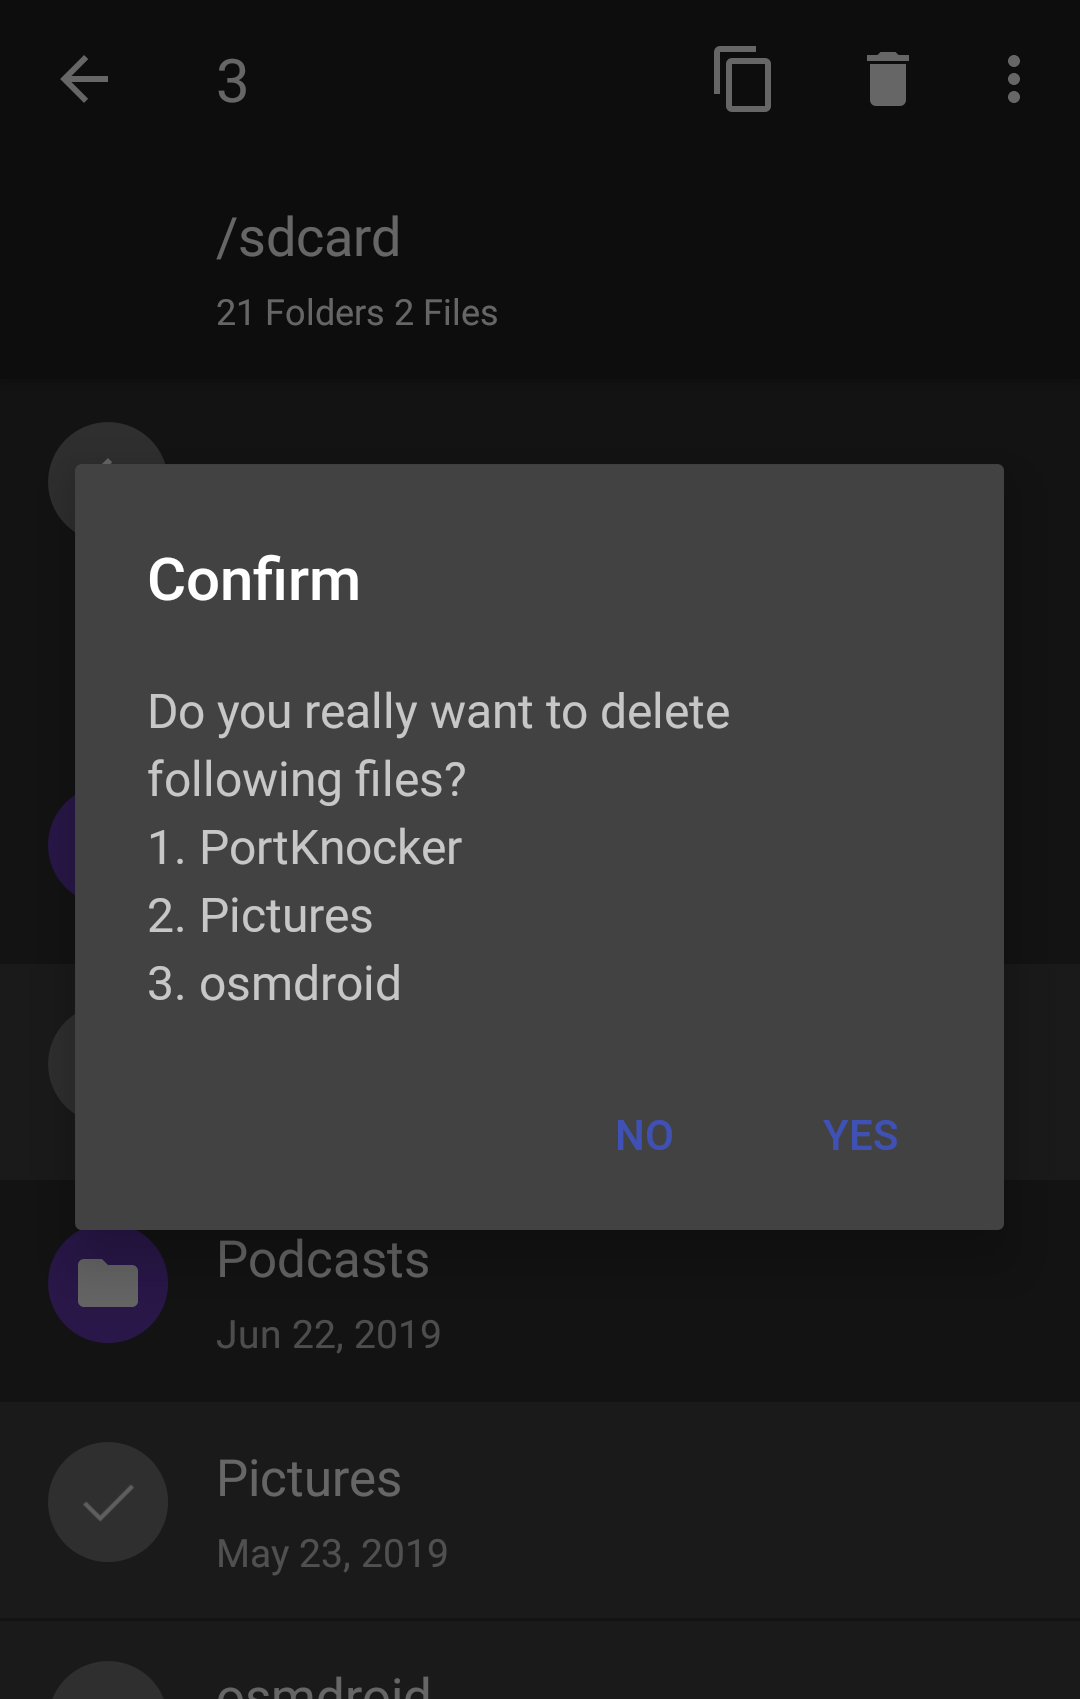 3
/sdcard
21 Folders 2 Files
Confirm
Do you really want to delete
following files?
1. PortKnocker
2. Pictures
3. osmdroid
NO YES
Podcasts
Jun 22, 2019
Pictures
May 23, 2019
osmdroid